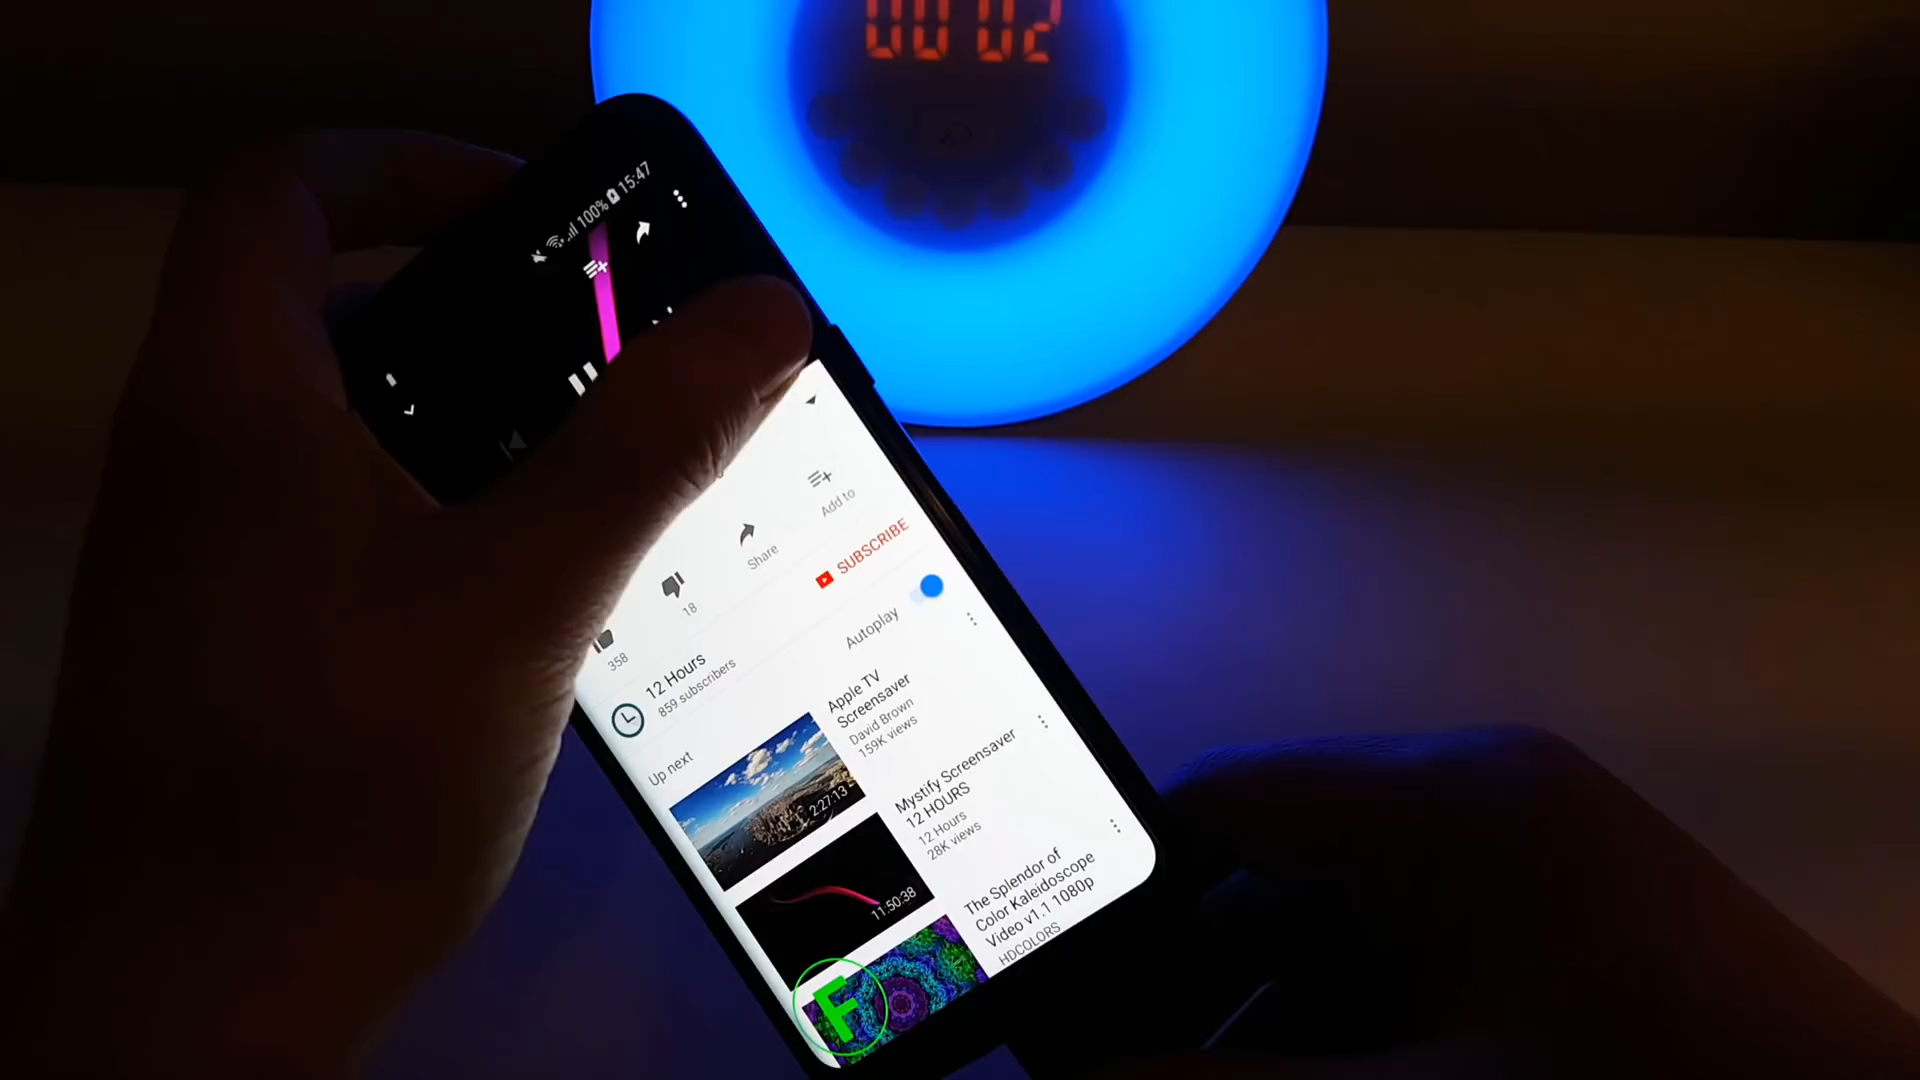 00 02
100% 15:47
Add to
Share
18
358
SUBSCRIBE
12 Hours
859 subscribers
Autoplay
Up next
Apple TV
Screensaver
David Brown
159K views
2:27:13
Mystify Screensaver
12 HOURS
12 Hours
28K views
11:50:38
The Splendor of
Color Kaleidoscope
Video v1.1 1080p
HDCOLORS
F